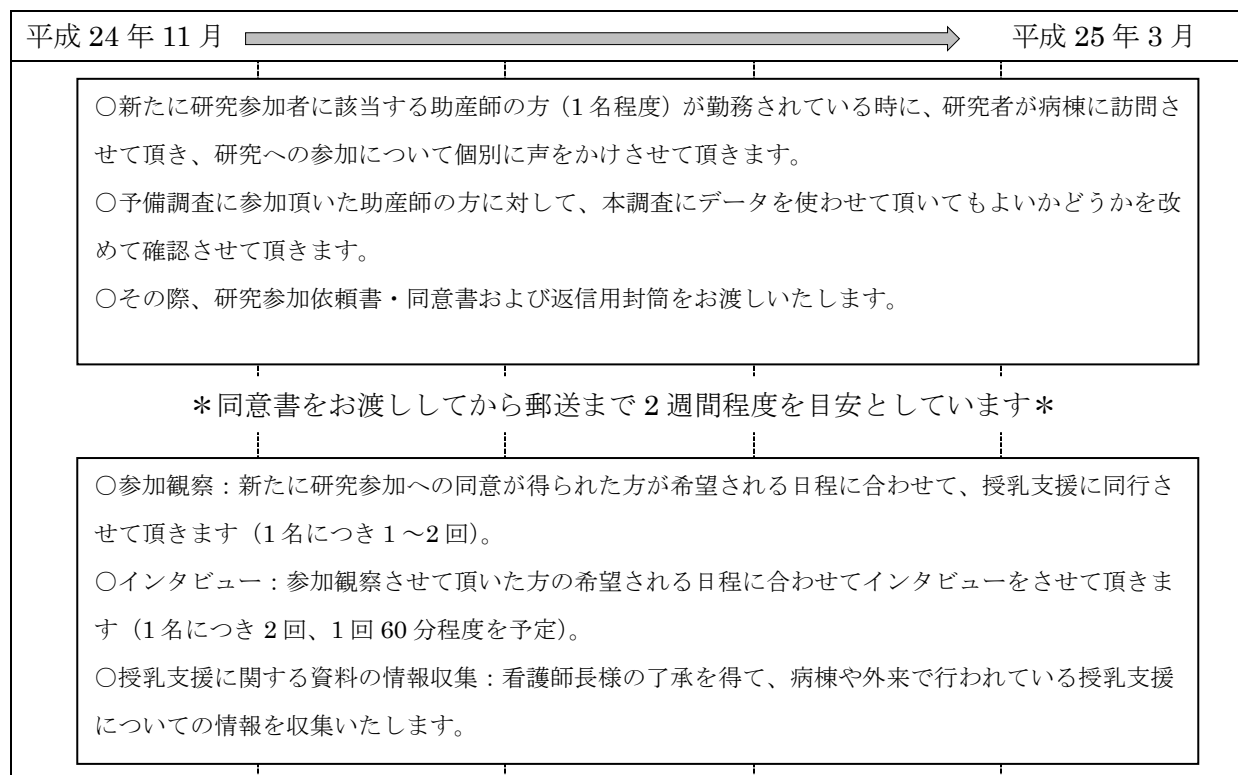 平成 24 年 11 月
平成 25 年 3 月
○新たに研究参加者に該当する助産師の方（1 名程度）が勤務されている時に、研究者が病棟に訪問さ
せて頂き、研究への参加について個別に声をかけさせて頂きます。
○予備調査に参加頂いた助産師の方に対して、本調査にデータを使わせて頂いてもよいかどうかを改
めて確認させて頂きます。
○その際、研究参加依頼書・同意書および返信用封筒をお渡しいたします。
＊同意書をお渡ししてから郵送まで 2 週間程度を目安としています＊
○参加観察：新たに研究参加への同意が得られた方が希望される日程に合わせて、授乳支援に同行さ
せて頂きます（1 名につき 1～2 回）。
○インタビュー：参加観察させて頂いた方の希望される日程に合わせてインタビューをさせて頂きま
す（1 名につき 2 回、1 回 60 分程度を予定）。
○授乳支援に関する資料の情報収集：看護師長様の了承を得て、病棟や外来で行われている授乳支援
についての情報を収集いたします。